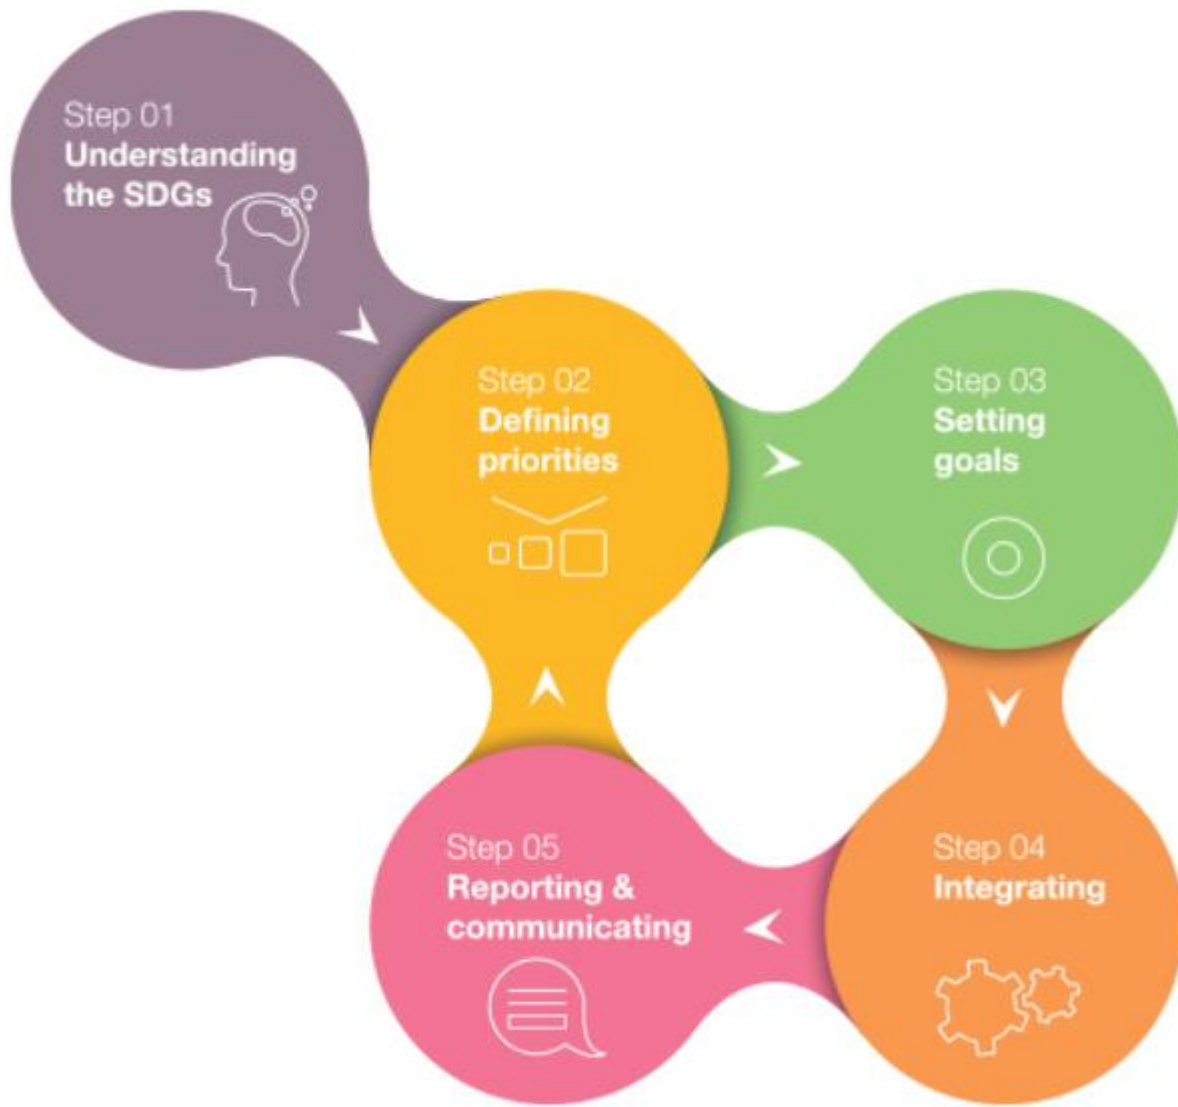 Step 01
Understanding
the SDGs
Step 02
Defining
priorities
Step 03
Setting
goals
Step 04
Integrating
Step 05
Reporting &
communicating